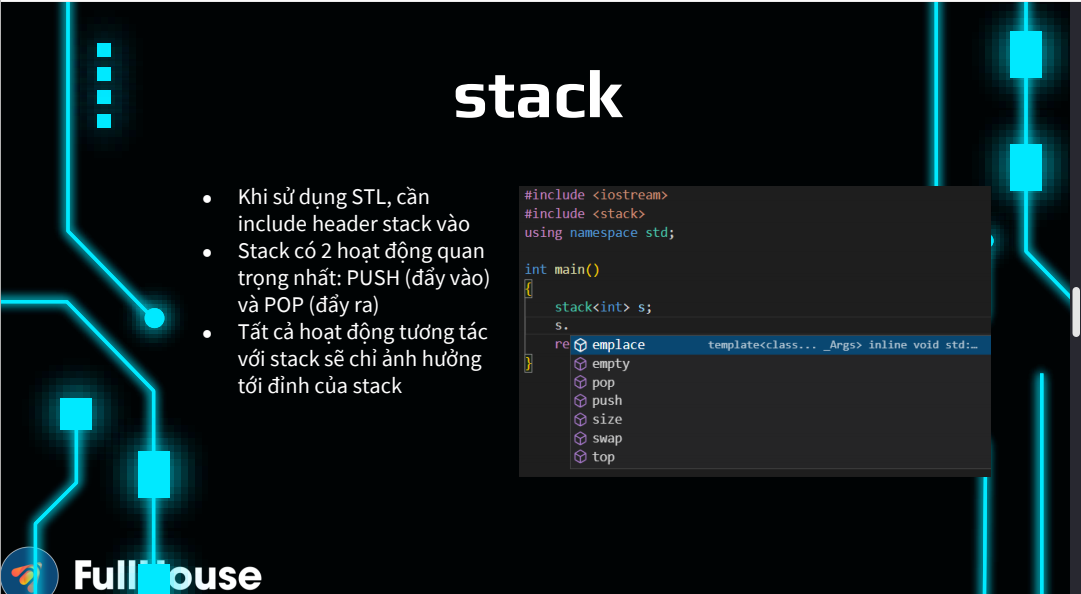 stack
● Khi sử dụng STL, cần
include header stack vào
● Stack có 2 hoạt động quan
trọng nhất: PUSH (đẩy vào)
và POP (đẩy ra)
● Tất cả hoạt động tương tác
với stack sẽ chỉ ảnh hưởng
tới đỉnh của stack
#include <iostream>
#include <stack>
using namespace std;
int main()
{
stack<int> s;
s.
re
emplace template<class... _Args> inline void std:…
empty
pop
push
size
swap
top
}
FullHouse